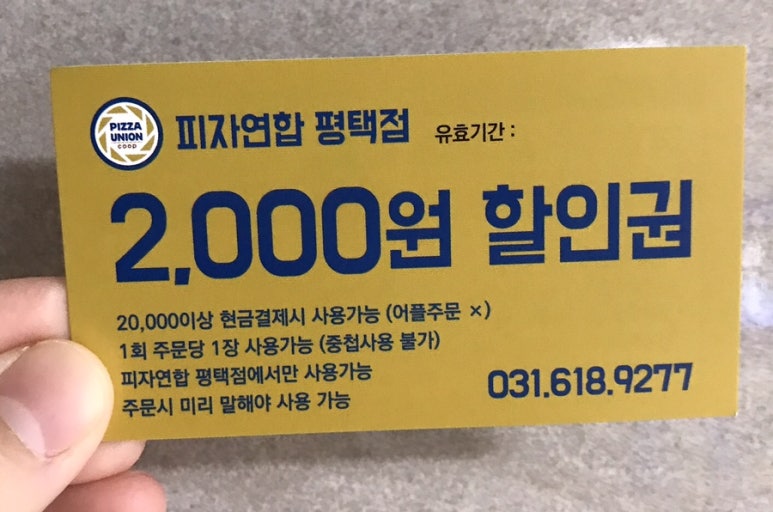 PIZZA
UNION
coop
피자연합 평택점 유효기간 :
2,000원 할인권
20,000이상 현금결제시 사용가능 (어플주문 ×)
1회 주문당 1장 사용가능 (중첩사용 불가)
피자연합 평택점에서만 사용가능
주문시 미리 말해야 사용 가능
031.618.9277